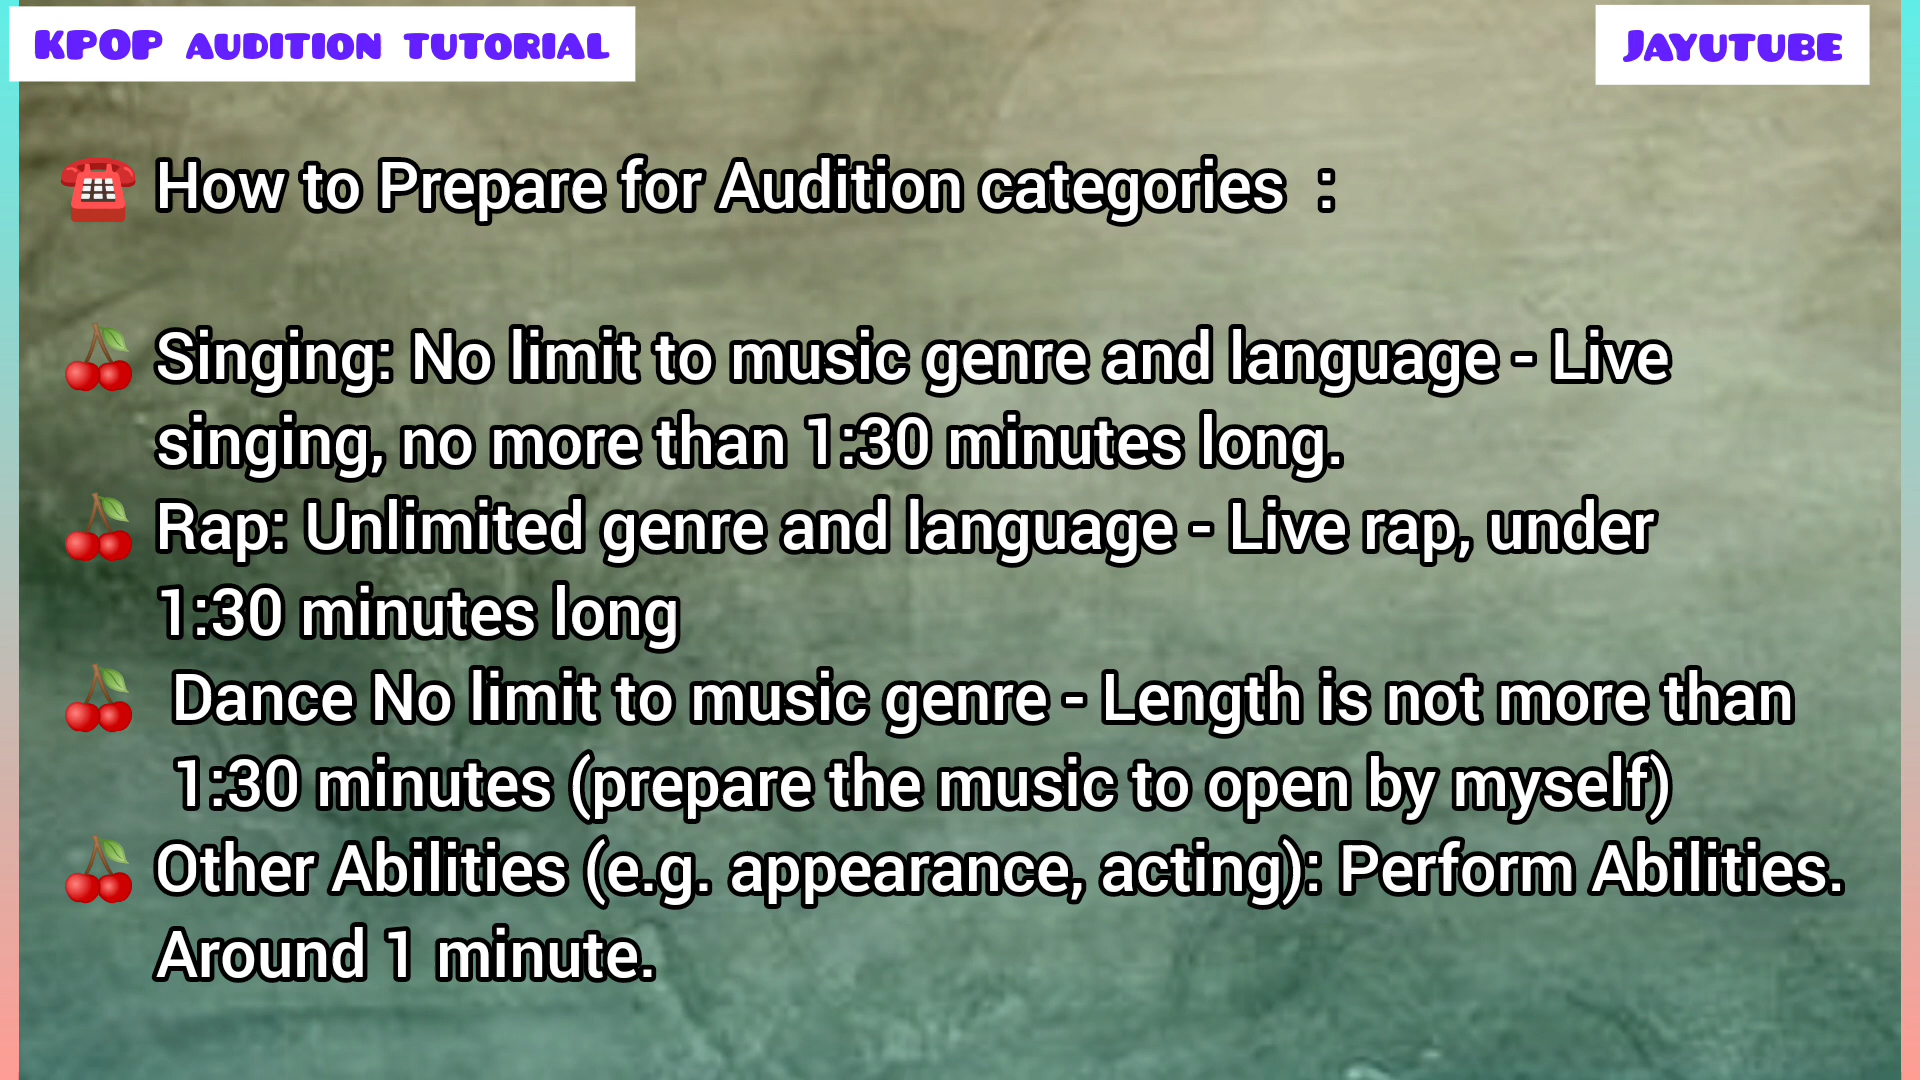 KPOP AUDITION TUTORIAL
JAYUTUBE
☎️ How to Prepare for Audition categories :
🍒 Singing: No limit to music genre and language - Live
singing, no more than 1:30 minutes long.
🍒 Rap: Unlimited genre and language - Live rap, under
1:30 minutes long
🍒 Dance No limit to music genre - Length is not more than
1:30 minutes (prepare the music to open by myself)
🍒 Other Abilities (e.g. appearance, acting): Perform Abilities.
Around 1 minute.